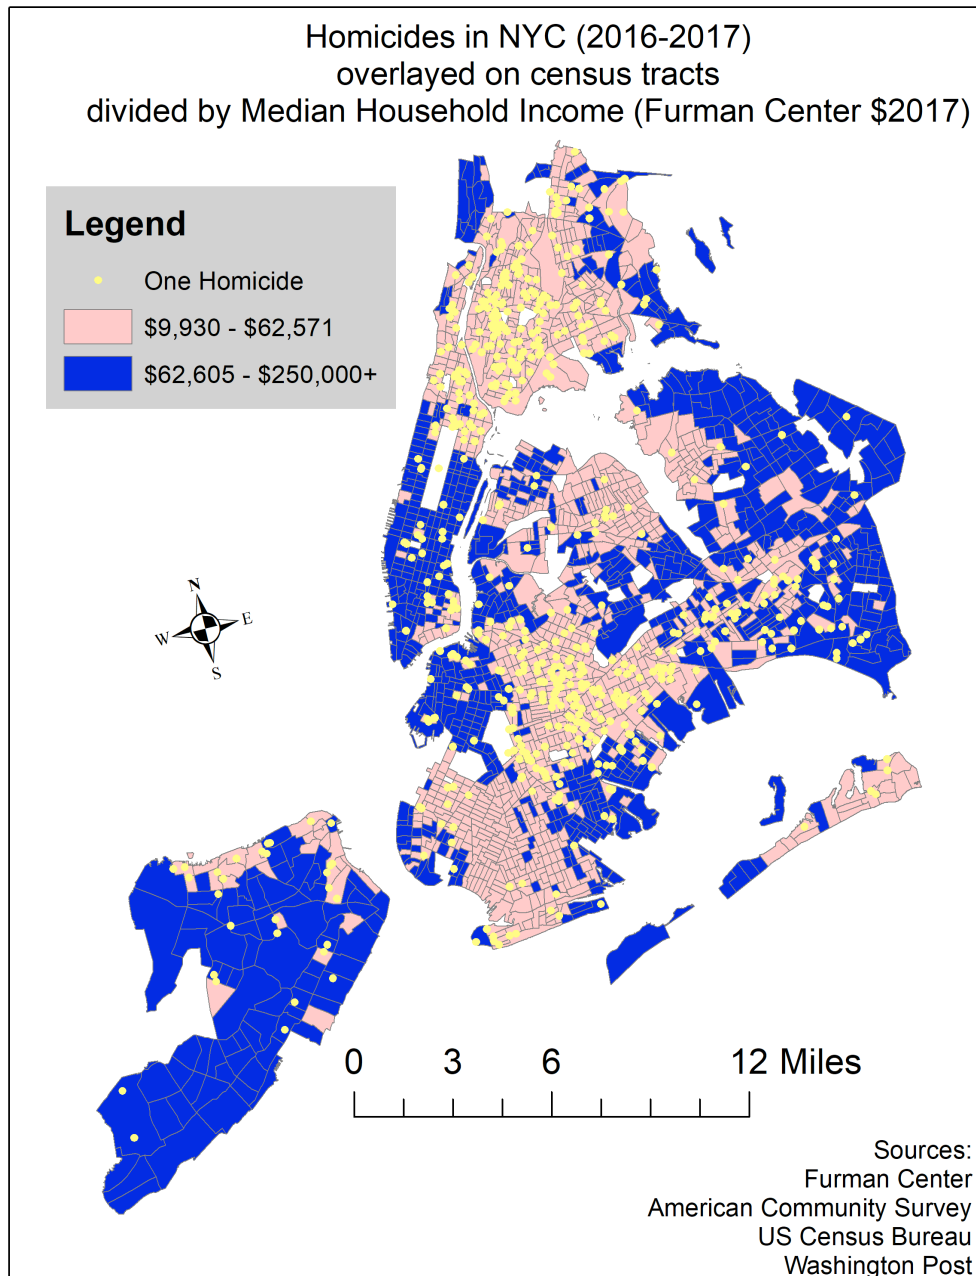 Homicides in NYC (2016-2017)
overlayed on census tracts
divided by Median Household Income (Furman Center $2017)
Legend
One Homicide
$9,930 - $62,571
$62,605 - $250,000+
N
W E
S
0 3 6 12 Miles
Sources:
Furman Center
American Community Survey
US Census Bureau
Washington Post